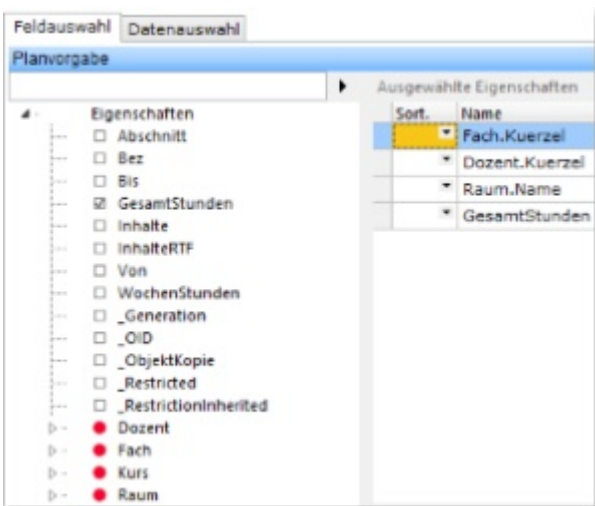 Feldauswahl Datenauswahl
Planvorgabe
Ausgewählte Eigenschaften
Sort. Name
Fach.Kuerzel
Dozent.Kuerzel
Raum.Name
GesamtStunden
Eigenschaften
Abschnitt
Bez
Bis
GesamtStunden
Inhalte
InhalteRTF
Von
WochenStunden
_Generation
_OID
_ObjektKopie
_Restricted
_RestrictionInherited
Dozent
Fach
Kurs
Raum